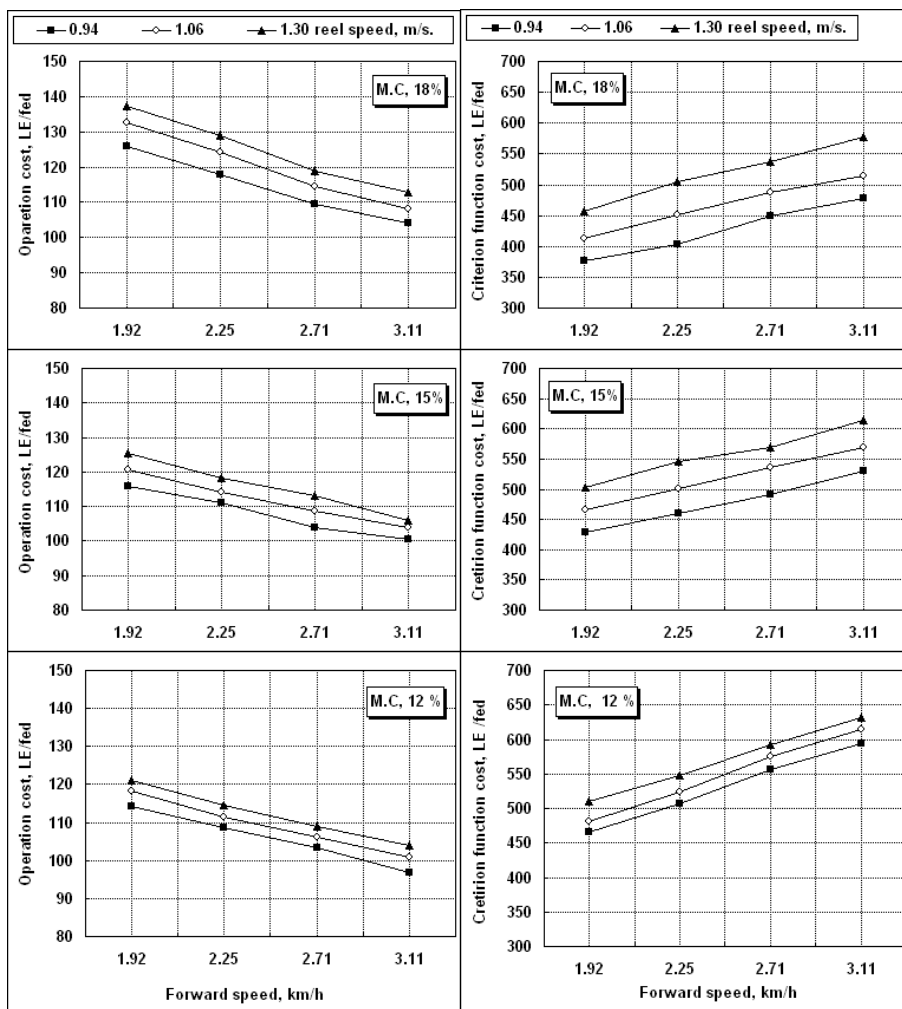 0.94 1.06 1.30 reel speed, m/s.
0.94 1.06 1.30 reel speed, m/s.
Oparetion cost, LE/fed
150
140
130
120
110
100
90
80
M.C, 18%
1.92 2.25 2.71 3.11
Criterion function cost, LE/fed
700
650
600
550
500
450
400
350
300
M.C, 18%
1.92 2.25 2.71 3.11
Operation cost, LE/fed
150
140
130
120
110
100
90
80
M.C, 15%
1.92 2.25 2.71 3.11
Cretirion function cost, LE/fed
700
650
600
550
500
450
400
350
300
M.C, 15%
1.92 2.25 2.71 3.11
Operation cost, LE/fed
150
140
130
120
110
100
90
80
M.C, 12 %
1.92 2.25 2.71 3.11
Forward speed, km/h
Cretirion function cost, LE /fed
700
650
600
550
500
450
400
350
300
M.C, 12 %
1.92 2.25 2.71 3.11
Forward speed, km/h